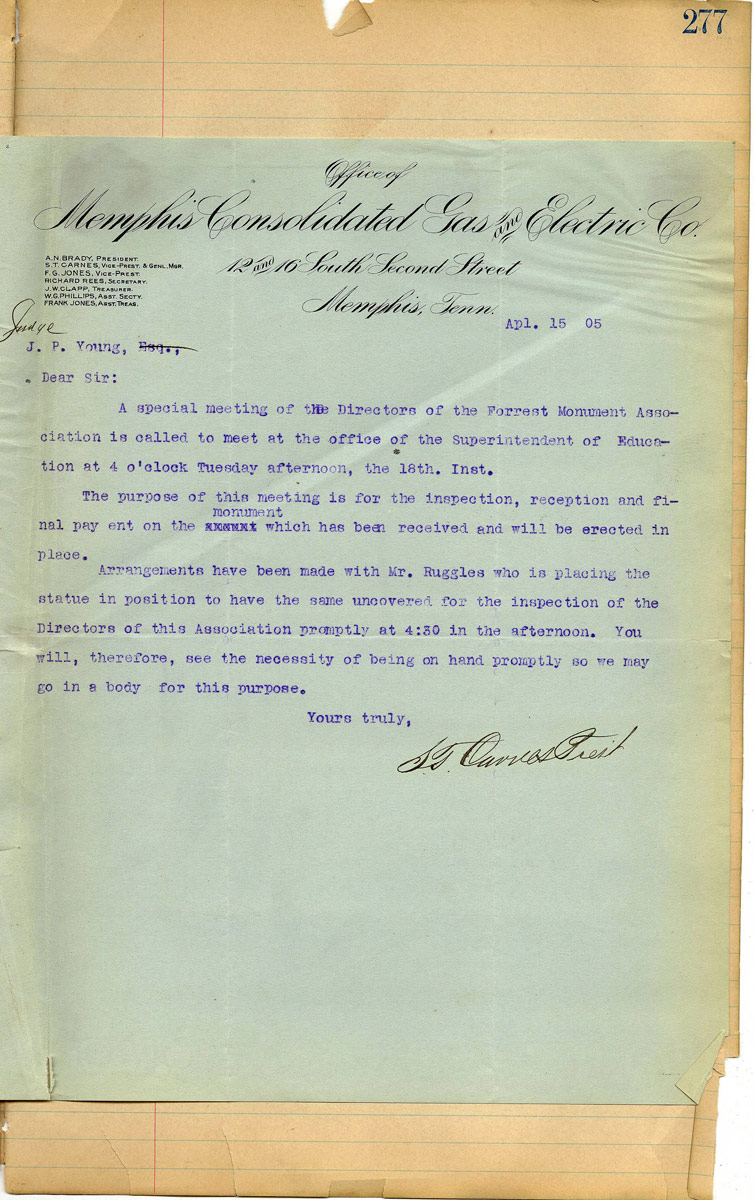 277
Office of
Memphis Consolidated Gas and Electric Co.
A.N. BRADY, PRESIDENT.
S.T. CARNES, VICE-PREST. & GENL. MGR.
F.G. JONES, VICE-PREST.
RICHARD REES, SECRETARY.
J.W. CLAPP, TREASURER.
W.G. PHILLIPS, ASST. SECTY.
FRANK JONES, ASST. TREAS.
12 and 16 South Second Street
Memphis, Tenn.
Apl. 15 05
Judge
J. P. Young, Esq.,
Dear Sir:
A special meeting of the Directors of the Forrest Monument Asso-
ciation is called to meet at the office of the Superintendent of Educa-
tion at 4 o'clock Tuesday afternoon, the 18th. Inst.
The purpose of this meeting is for the inspection, reception and fi-
monument
nal pay ent on the xxxxxx which has been received and will be erected in
place.
Arrangements have been made with Mr. Ruggles who is placing the
statue in position to have the same uncovered for the inspection of the
Directors of this Association promptly at 4:30 in the afternoon. You
will, therefore, see the necessity of being on hand promptly so we may
go in a body for this purpose.
Yours truly,
S.T. Carnes Prest